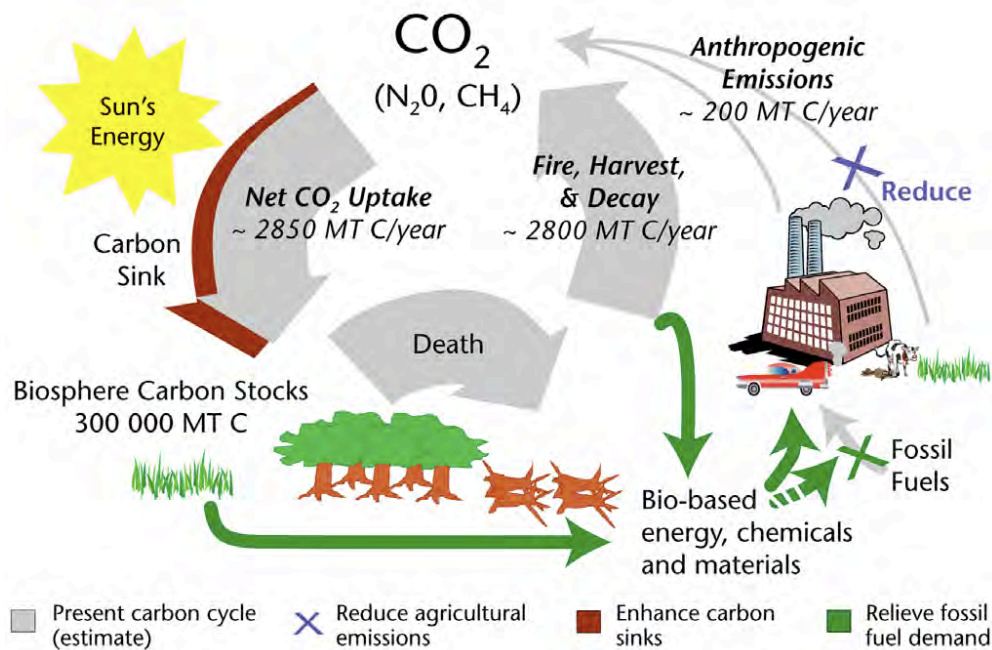 CO₂
(N₂0, CH₄)
Sun's
Energy
Carbon
Sink
Net CO₂ Uptake
~ 2850 MT C/year
Fire, Harvest,
& Decay
~ 2800 MT C/year
Anthropogenic
Emissions
~ 200 MT C/year
Reduce
Death
Biosphere Carbon Stocks
300 000 MT C
Fossil
Fuels
Bio-based
energy, chemicals
and materials
Present carbon cycle
(estimate)
Reduce agricultural
emissions
Enhance carbon
sinks
Relieve fossil
fuel demand